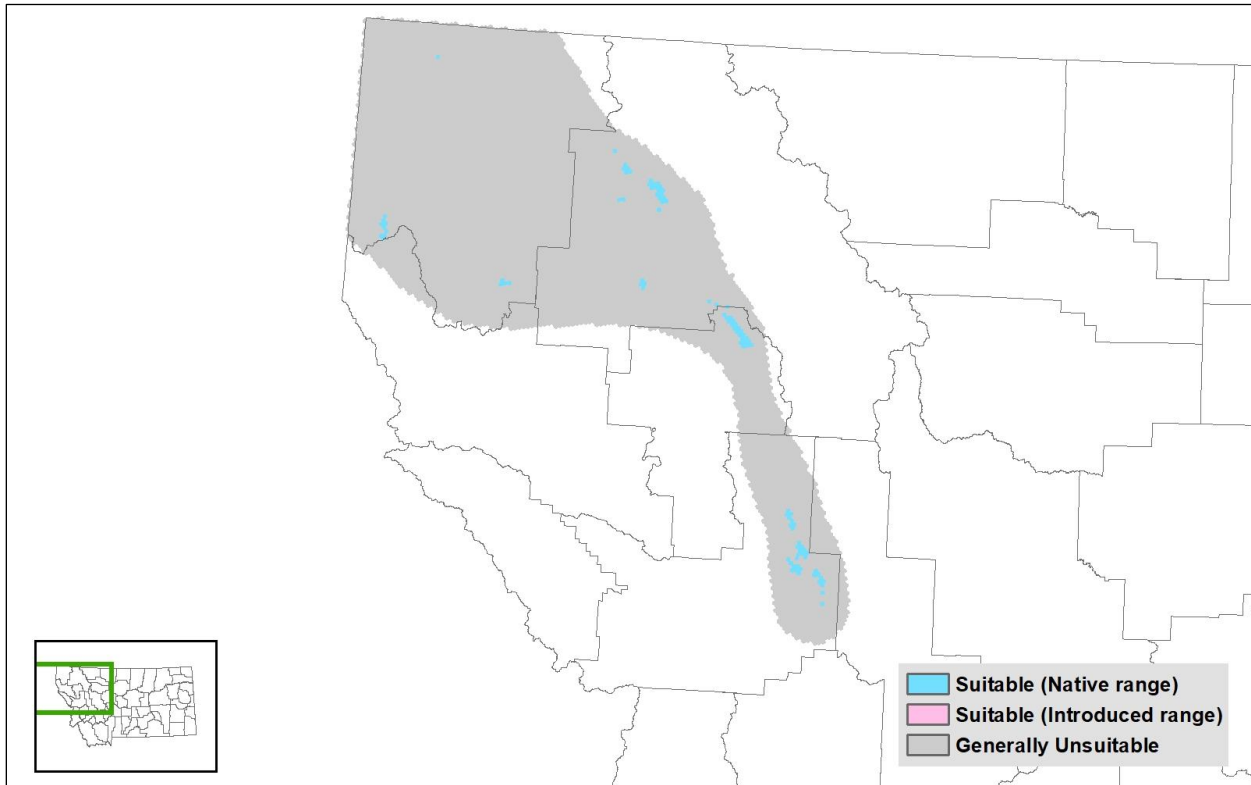 Suitable (Native range)
Suitable (Introduced range)
Generally Unsuitable